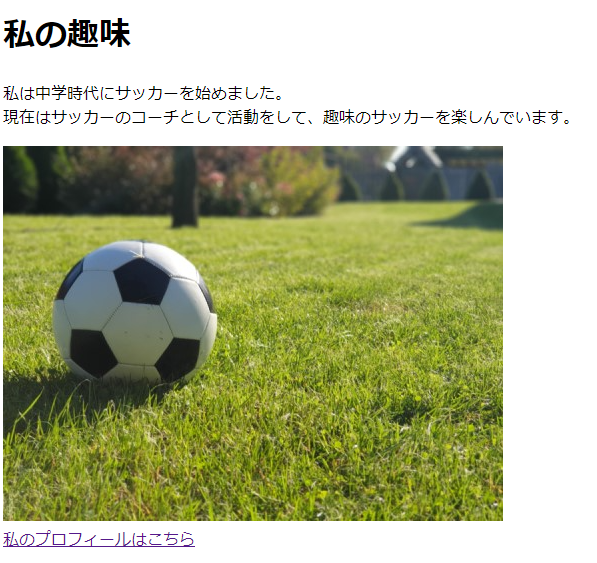 私の趣味
私は中学時代にサッカーを始めました。
現在はサッカーのコーチとして活動をして、趣味のサッカーを楽しんでいます。
私のプロフィールはこちら